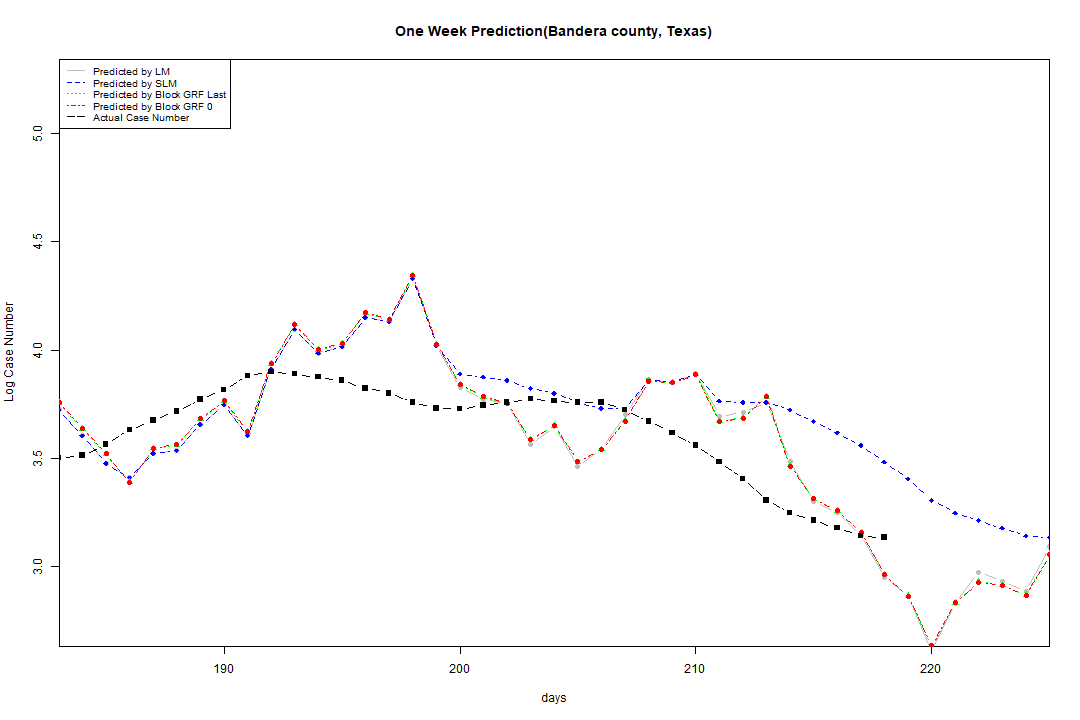 One Week Prediction(Bandera county, Texas)
Predicted by LM
Predicted by SLM
Predicted by Block GRF Last
Predicted by Block GRF 0
Actual Case Number
5.0
4.5
4.0
3.5
3.0
Log Case Number
190
200
210
220
days